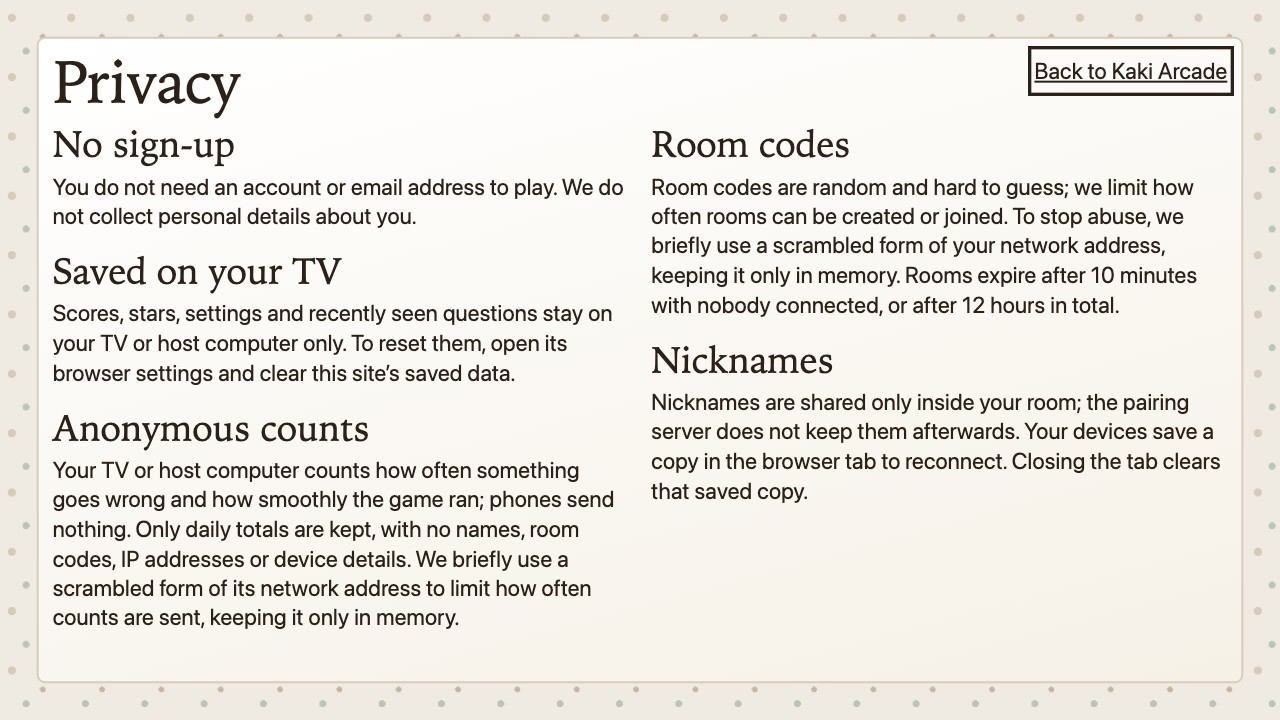 Privacy
Back to Kaki Arcade
No sign-up
You do not need an account or email address to play. We do
not collect personal details about you.
Saved on your TV
Scores, stars, settings and recently seen questions stay on
your TV or host computer only. To reset them, open its
browser settings and clear this site’s saved data.
Anonymous counts
Your TV or host computer counts how often something
goes wrong and how smoothly the game ran; phones send
nothing. Only daily totals are kept, with no names, room
codes, IP addresses or device details. We briefly use a
scrambled form of its network address to limit how often
counts are sent, keeping it only in memory.
Room codes
Room codes are random and hard to guess; we limit how
often rooms can be created or joined. To stop abuse, we
briefly use a scrambled form of your network address,
keeping it only in memory. Rooms expire after 10 minutes
with nobody connected, or after 12 hours in total.
Nicknames
Nicknames are shared only inside your room; the pairing
server does not keep them afterwards. Your devices save a
copy in the browser tab to reconnect. Closing the tab clears
that saved copy.